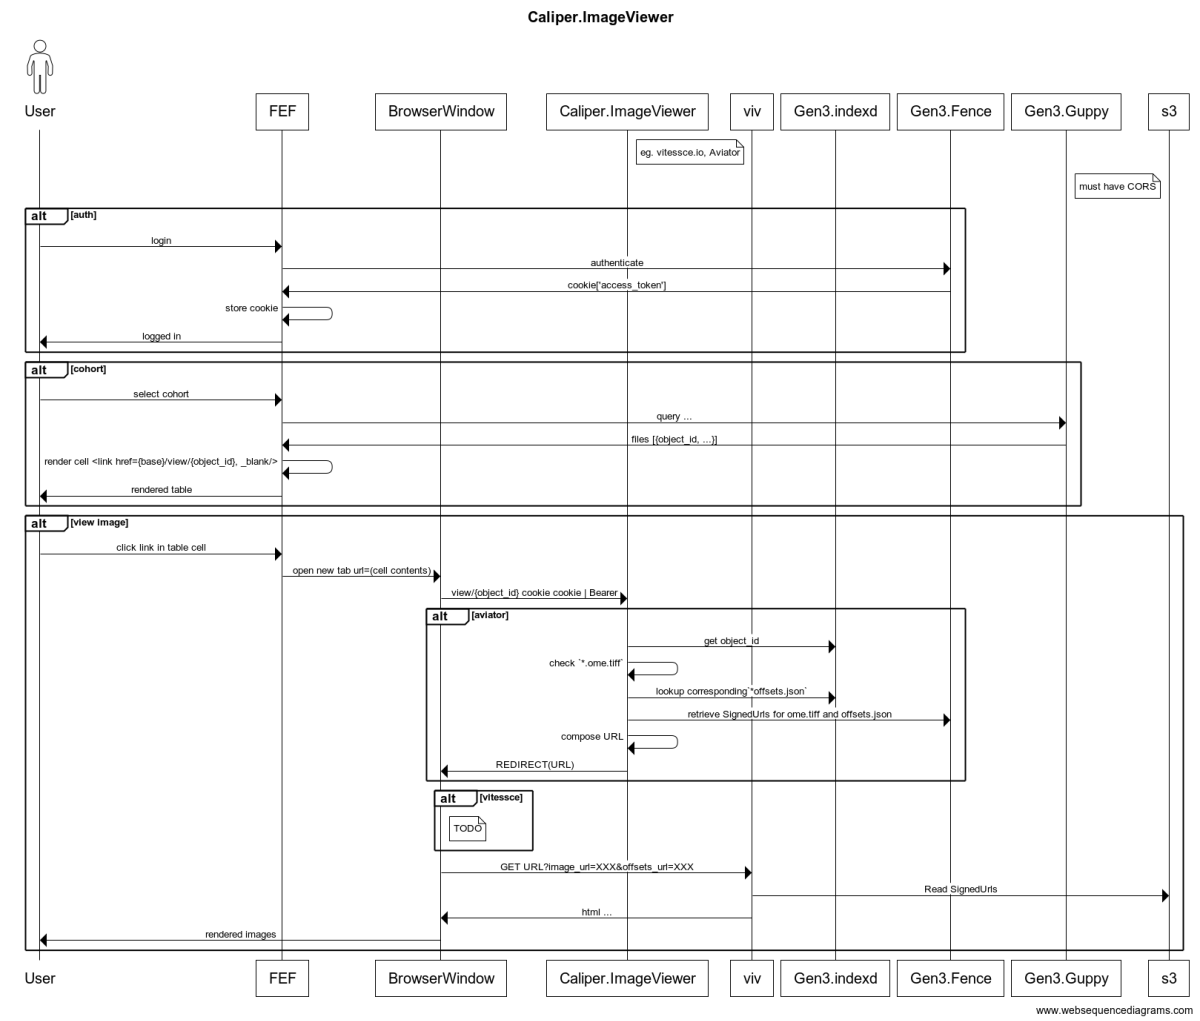 Caliper.ImageViewer
User
FEF
BrowserWindow
Caliper.ImageViewer
viv
Gen3.indexd
Gen3.Fence
Gen3.Guppy
s3
eg. vitessce.io, Aviator
must have CORS
alt [auth]
login
authenticate
cookie['access_token']
store cookie
logged in
alt [cohort]
select cohort
query ...
files [{object_id, ...}]
render cell <link href={base}/view/{object_id}, _blank/>
rendered table
alt [view image]
click link in table cell
open new tab url=(cell contents)
view/{object_id} cookie cookie | Bearer
alt [aviator]
get object_id
check `*.ome.tiff`
lookup corresponding`*offsets.json`
retrieve SignedUrls for ome.tiff and offsets.json
compose URL
REDIRECT(URL)
alt [vitessce]
TODO
GET URL?image_url=XXX&offsets_url=XXX
Read SignedUrls
html ...
rendered images
User
FEF
BrowserWindow
Caliper.ImageViewer
viv
Gen3.indexd
Gen3.Fence
Gen3.Guppy
s3
www.websequencediagrams.com